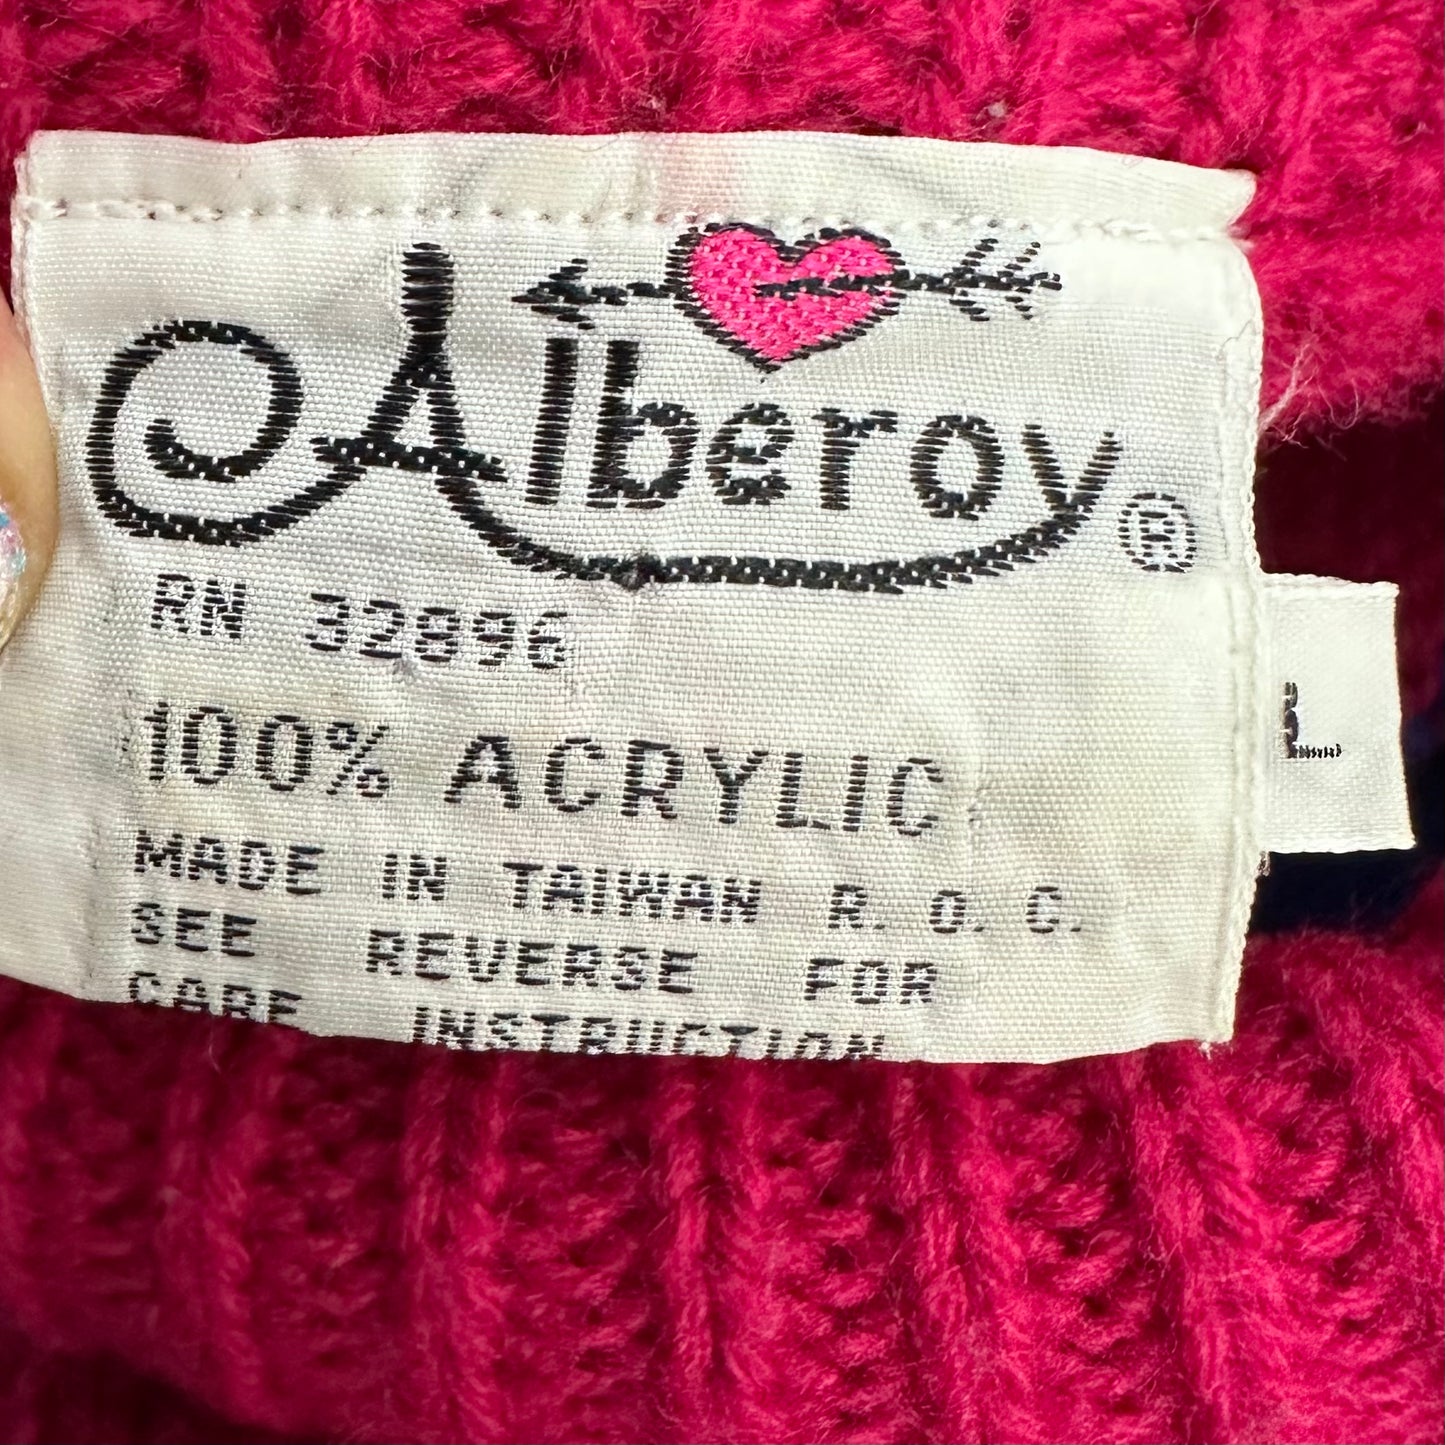 Alberoy®
RN 32896
L
100% ACRYLIC
MADE IN TAIWAN R. O. C.
SEE REVERSE FOR
CARE INSTRUCTION